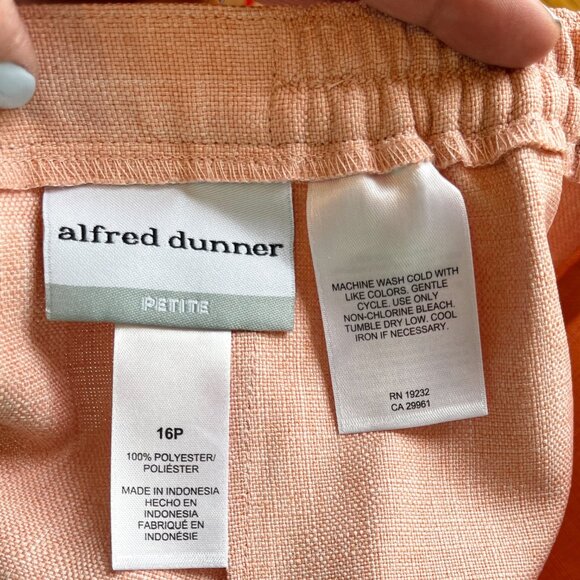 alfred dunner
PETITE
16P
100% POLYESTER/
POLIÉSTER
MADE IN INDONESIA
HECHO EN
INDONESIA
FABRIQUÉ EN
INDONÉSIE
MACHINE WASH COLD WITH
LIKE COLORS. GENTLE
CYCLE. USE ONLY
NON-CHLORINE BLEACH.
TUMBLE DRY LOW. COOL
IRON IF NECESSARY.
RN 19232
CA 29961